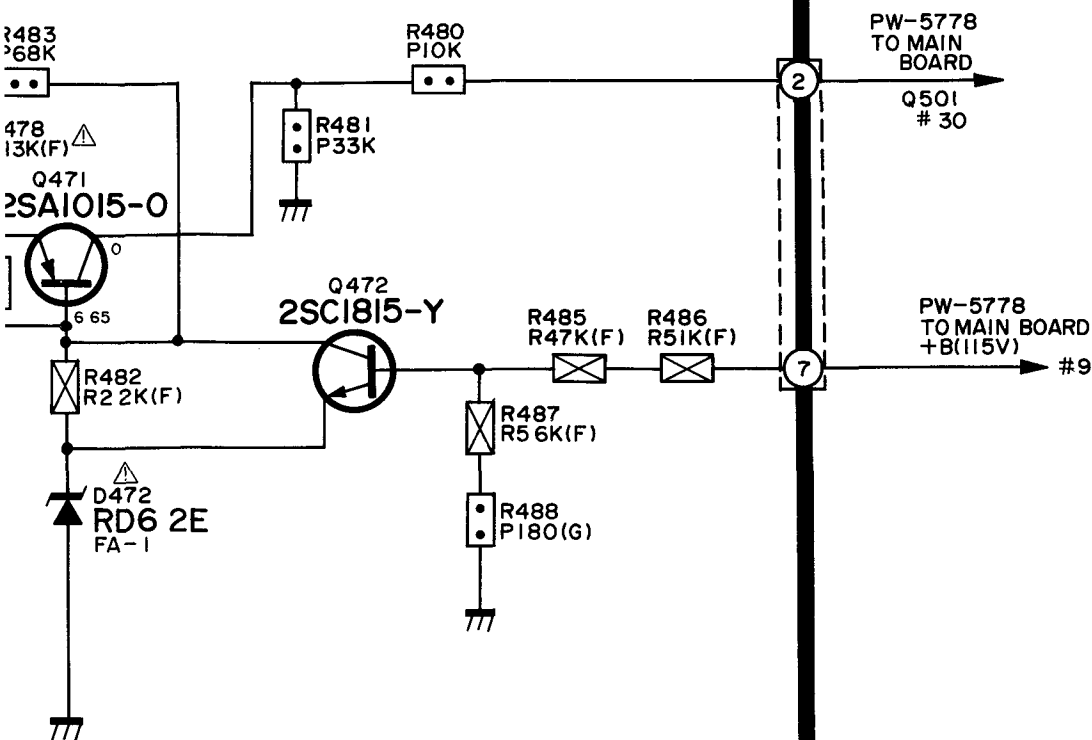 R483
P68K
478
13K(F)
Q471
2SA1015-O
0
6 65
R480
P10K
R481
P33K
2
PW-5778
TO MAIN
BOARD
Q501
# 30
Q472
2SC1815-Y
R485
R47K(F)
R486
R51K(F)
7
PW-5778
TO MAIN BOARD
+B(115V)
#9
R482
R2 2K(F)
R487
R5 6K(F)
R488
P180(G)
!
D472
RD6 2E
FA-1
!